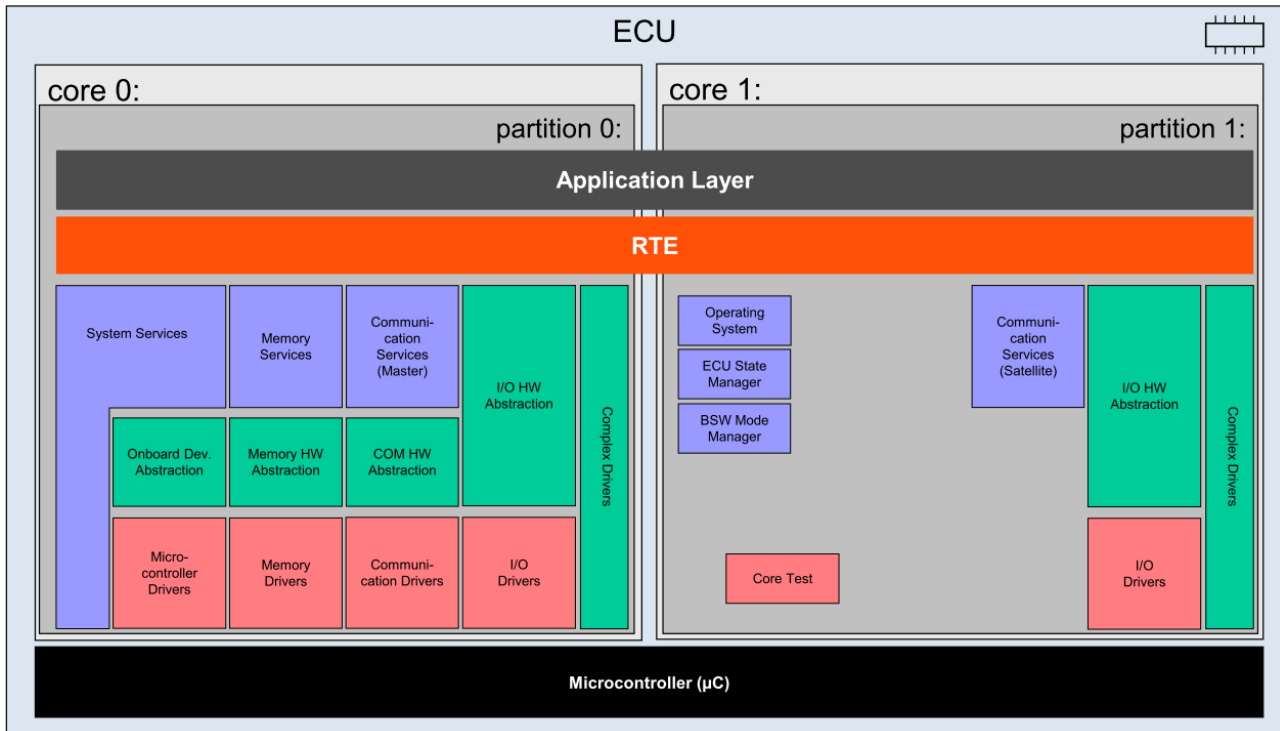 ECU
core 0:
core 1:
partition 0:
partition 1:
Application Layer
RTE
System Services
Memory
Services
Communi-
cation
Services
(Master)
I/O HW
Abstraction
Complex Drivers
Onboard Dev.
Abstraction
Memory HW
Abstraction
COM HW
Abstraction
Micro-
controller
Drivers
Memory
Drivers
Communi-
cation Drivers
I/O
Drivers
Operating
System
ECU State
Manager
BSW Mode
Manager
Core Test
Communi-
cation
Services
(Satellite)
I/O HW
Abstraction
Complex Drivers
I/O
Drivers
Microcontroller (µC)